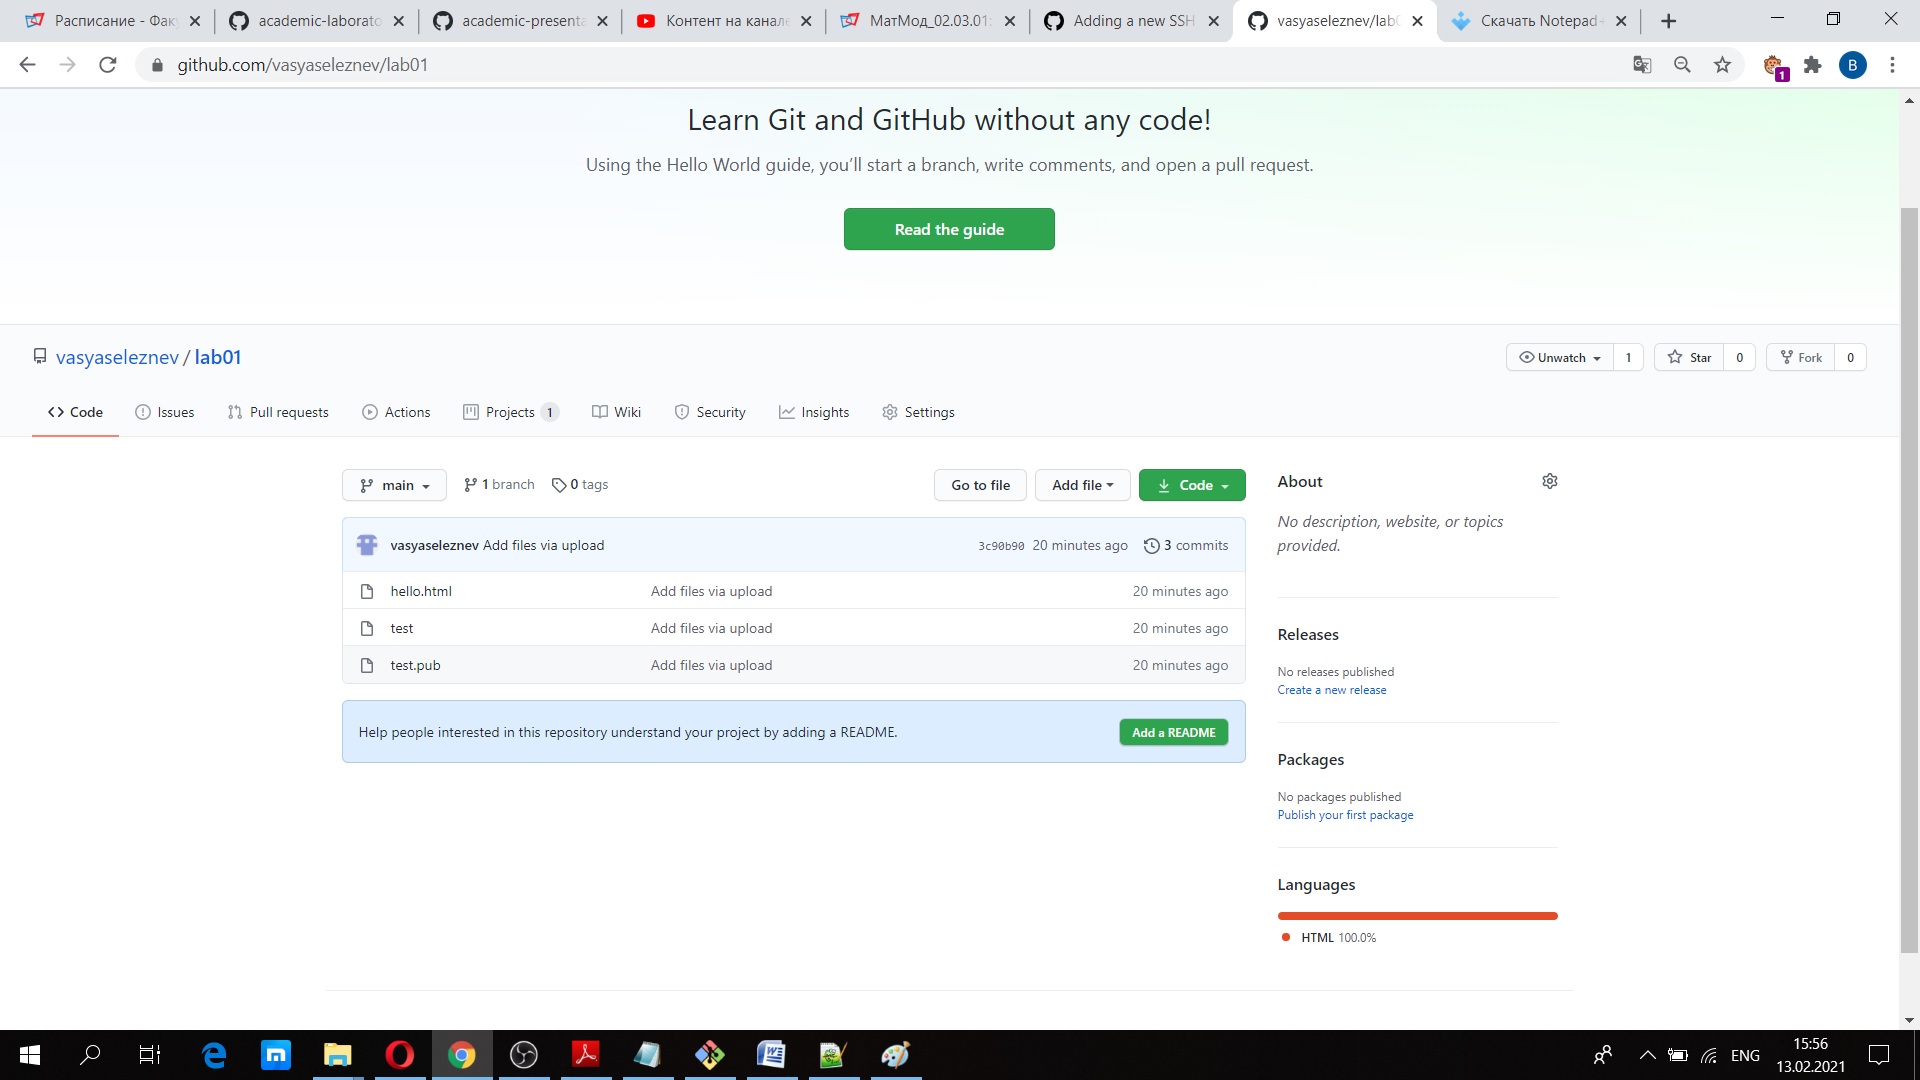 Расписание - Фак
academic-laborato
academic-presenta
Контент на канале
МатМод_02.03.01
Adding a new SSH
vasyaseleznev/lab0
Скачать Notepad+
github.com/vasyaseleznev/lab01
1
B
Learn Git and GitHub without any code!
Using the Hello World guide, you’ll start a branch, write comments, and open a pull request.
Read the guide
vasyaseleznev / lab01
Unwatch 1
Star 0
Fork 0
Code
Issues
Pull requests
Actions
Projects 1
Wiki
Security
Insights
Settings
main
1 branch
0 tags
Go to file
Add file
Code
vasyaseleznev Add files via upload 3c90b90 20 minutes ago 3 commits
hello.html Add files via upload 20 minutes ago
test Add files via upload 20 minutes ago
test.pub Add files via upload 20 minutes ago
Help people interested in this repository understand your project by adding a README.
Add a README
About
No description, website, or topics
provided.
Releases
No releases published
Create a new release
Packages
No packages published
Publish your first package
Languages
HTML 100.0%
ENG
15:56
13.02.2021